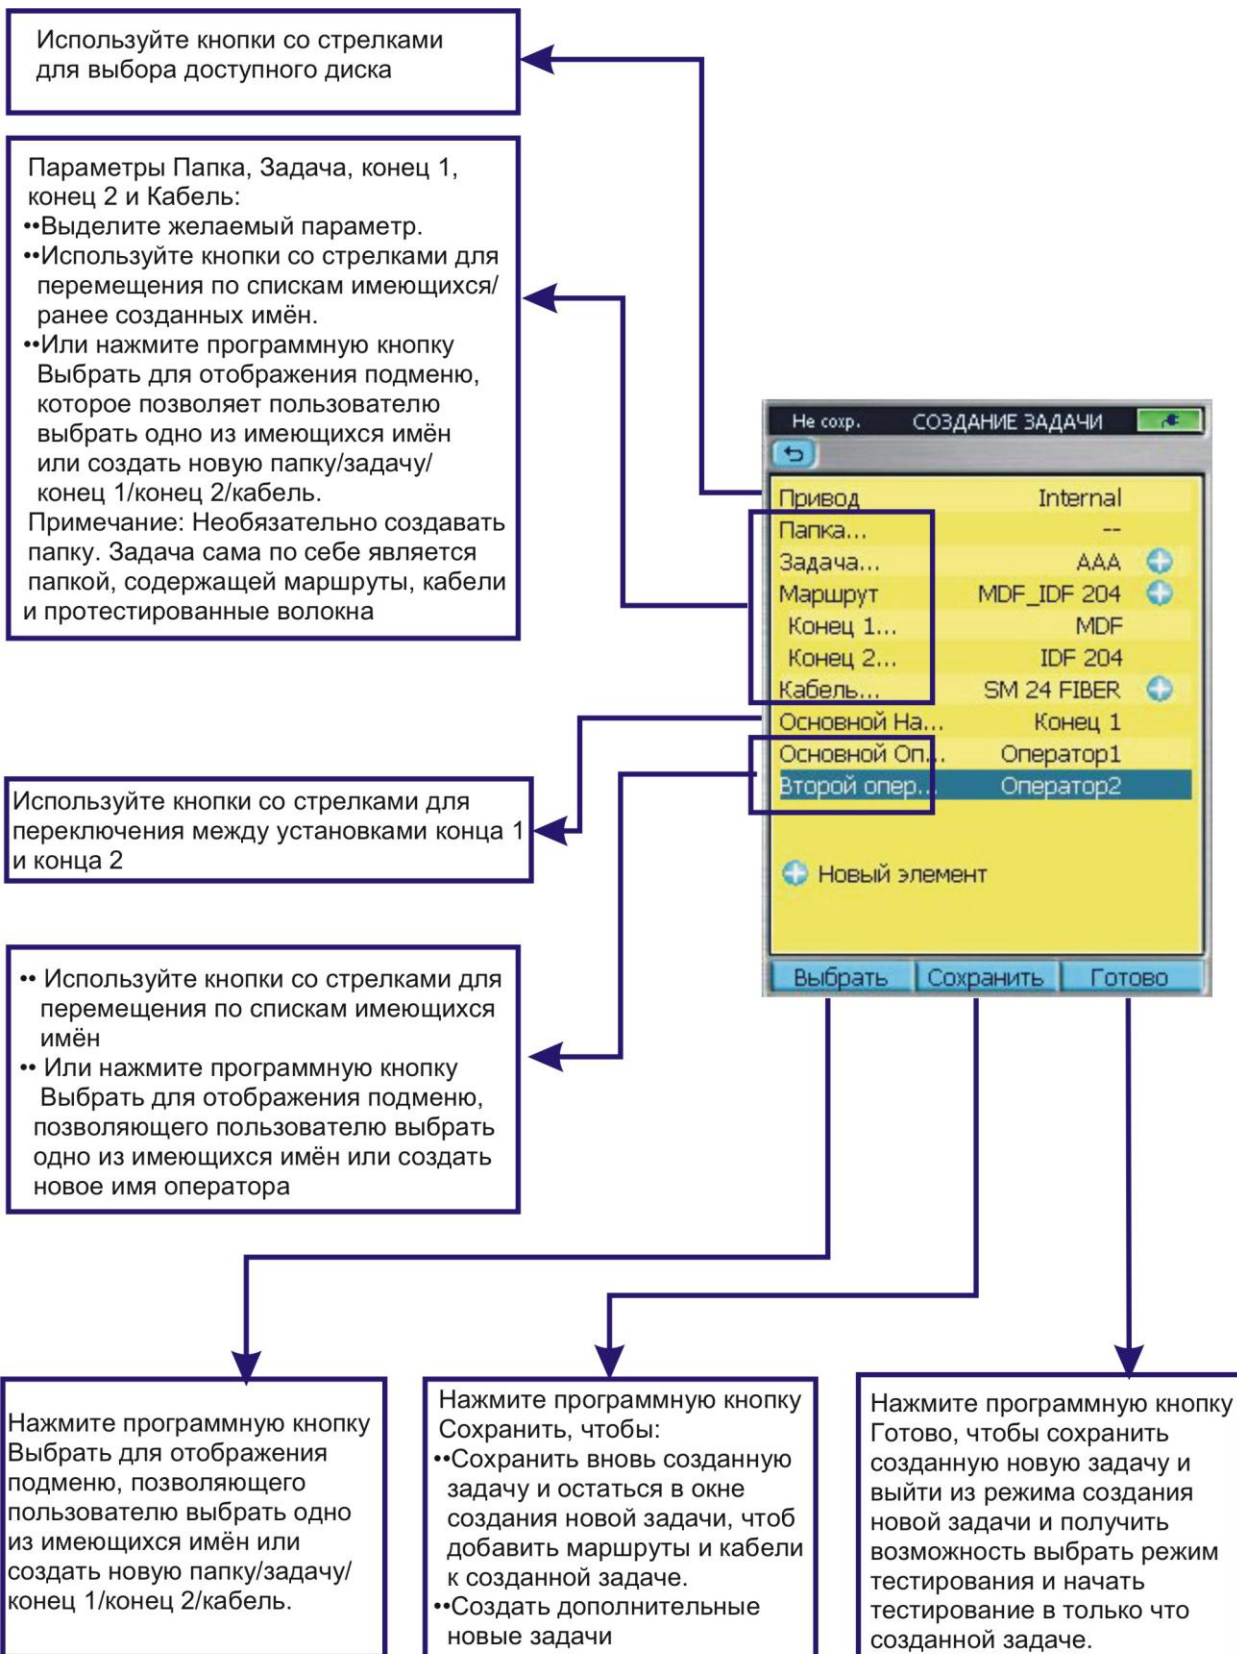 Используйте кнопки со стрелками
для выбора доступного диска
Параметры Папка, Задача, конец 1,
конец 2 и Кабель:
••Выделите желаемый параметр.
••Используйте кнопки со стрелками для
перемещения по спискам имеющихся/
ранее созданных имён.
••Или нажмите программную кнопку
Выбрать для отображения подменю,
которое позволяет пользователю
выбрать одно из имеющихся имён
или создать новую папку/задачу/
конец 1/конец 2/кабель.
Примечание: Необязательно создавать
папку. Задача сама по себе является
папкой, содержащей маршруты, кабели
и протестированные волокна
Не сохр. СОЗДАНИЕ ЗАДАЧИ
Привод Internal
Папка... --
Задача... AAA
Маршрут MDF_IDF 204
Конец 1... MDF
Конец 2... IDF 204
Кабель... SM 24 FIBER
Основной На... Конец 1
Основной Оп... Оператор1
Второй опер... Оператор2
Новый элемент
Выбрать Сохранить Готово
Используйте кнопки со стрелками для
переключения между установками конца 1
и конца 2
•• Используйте кнопки со стрелками для
перемещения по спискам имеющихся
имён
•• Или нажмите программную кнопку
Выбрать для отображения подменю,
позволяющего пользователю выбрать
одно из имеющихся имён или создать
новое имя оператора
Нажмите программную кнопку
Выбрать для отображения
подменю, позволяющего
пользователю выбрать одно
из имеющихся имён или
создать новую папку/задачу/
конец 1/конец 2/кабель.
Нажмите программную кнопку
Сохранить, чтобы:
••Сохранить вновь созданную
задачу и остаться в окне
создания новой задачи, чтоб
добавить маршруты и кабели
к созданной задаче.
••Создать дополнительные
новые задачи
Нажмите программную кнопку
Готово, чтобы сохранить
созданную новую задачу и
выйти из режима создания
новой задачи и получить
возможность выбрать режим
тестирования и начать
тестирование в только что
созданной задаче.